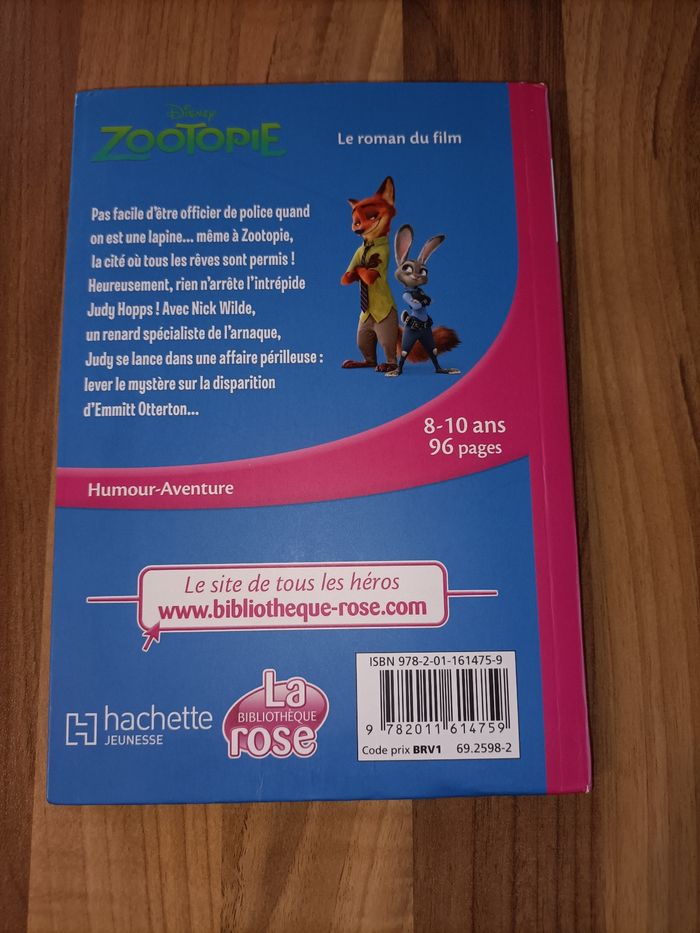 Disney
ZOOTOPIE
Le roman du film
Pas facile d'être officier de police quand
on est une lapine... même à Zootopie,
la cité où tous les rêves sont permis !
Heureusement, rien n'arrête l'intrépide
Judy Hopps ! Avec Nick Wilde,
un renard spécialiste de l'arnaque,
Judy se lance dans une affaire périlleuse :
lever le mystère sur la disparition
d'Emmitt Otterton...
8-10 ans
96 pages
Humour-Aventure
Le site de tous les héros
www.bibliotheque-rose.com
hachette
JEUNESSE
La
BIBLIOTHÈQUE
rose
ISBN 978-2-01-161475-9
9 782011 614759
Code prix BRV1 69.2598-2